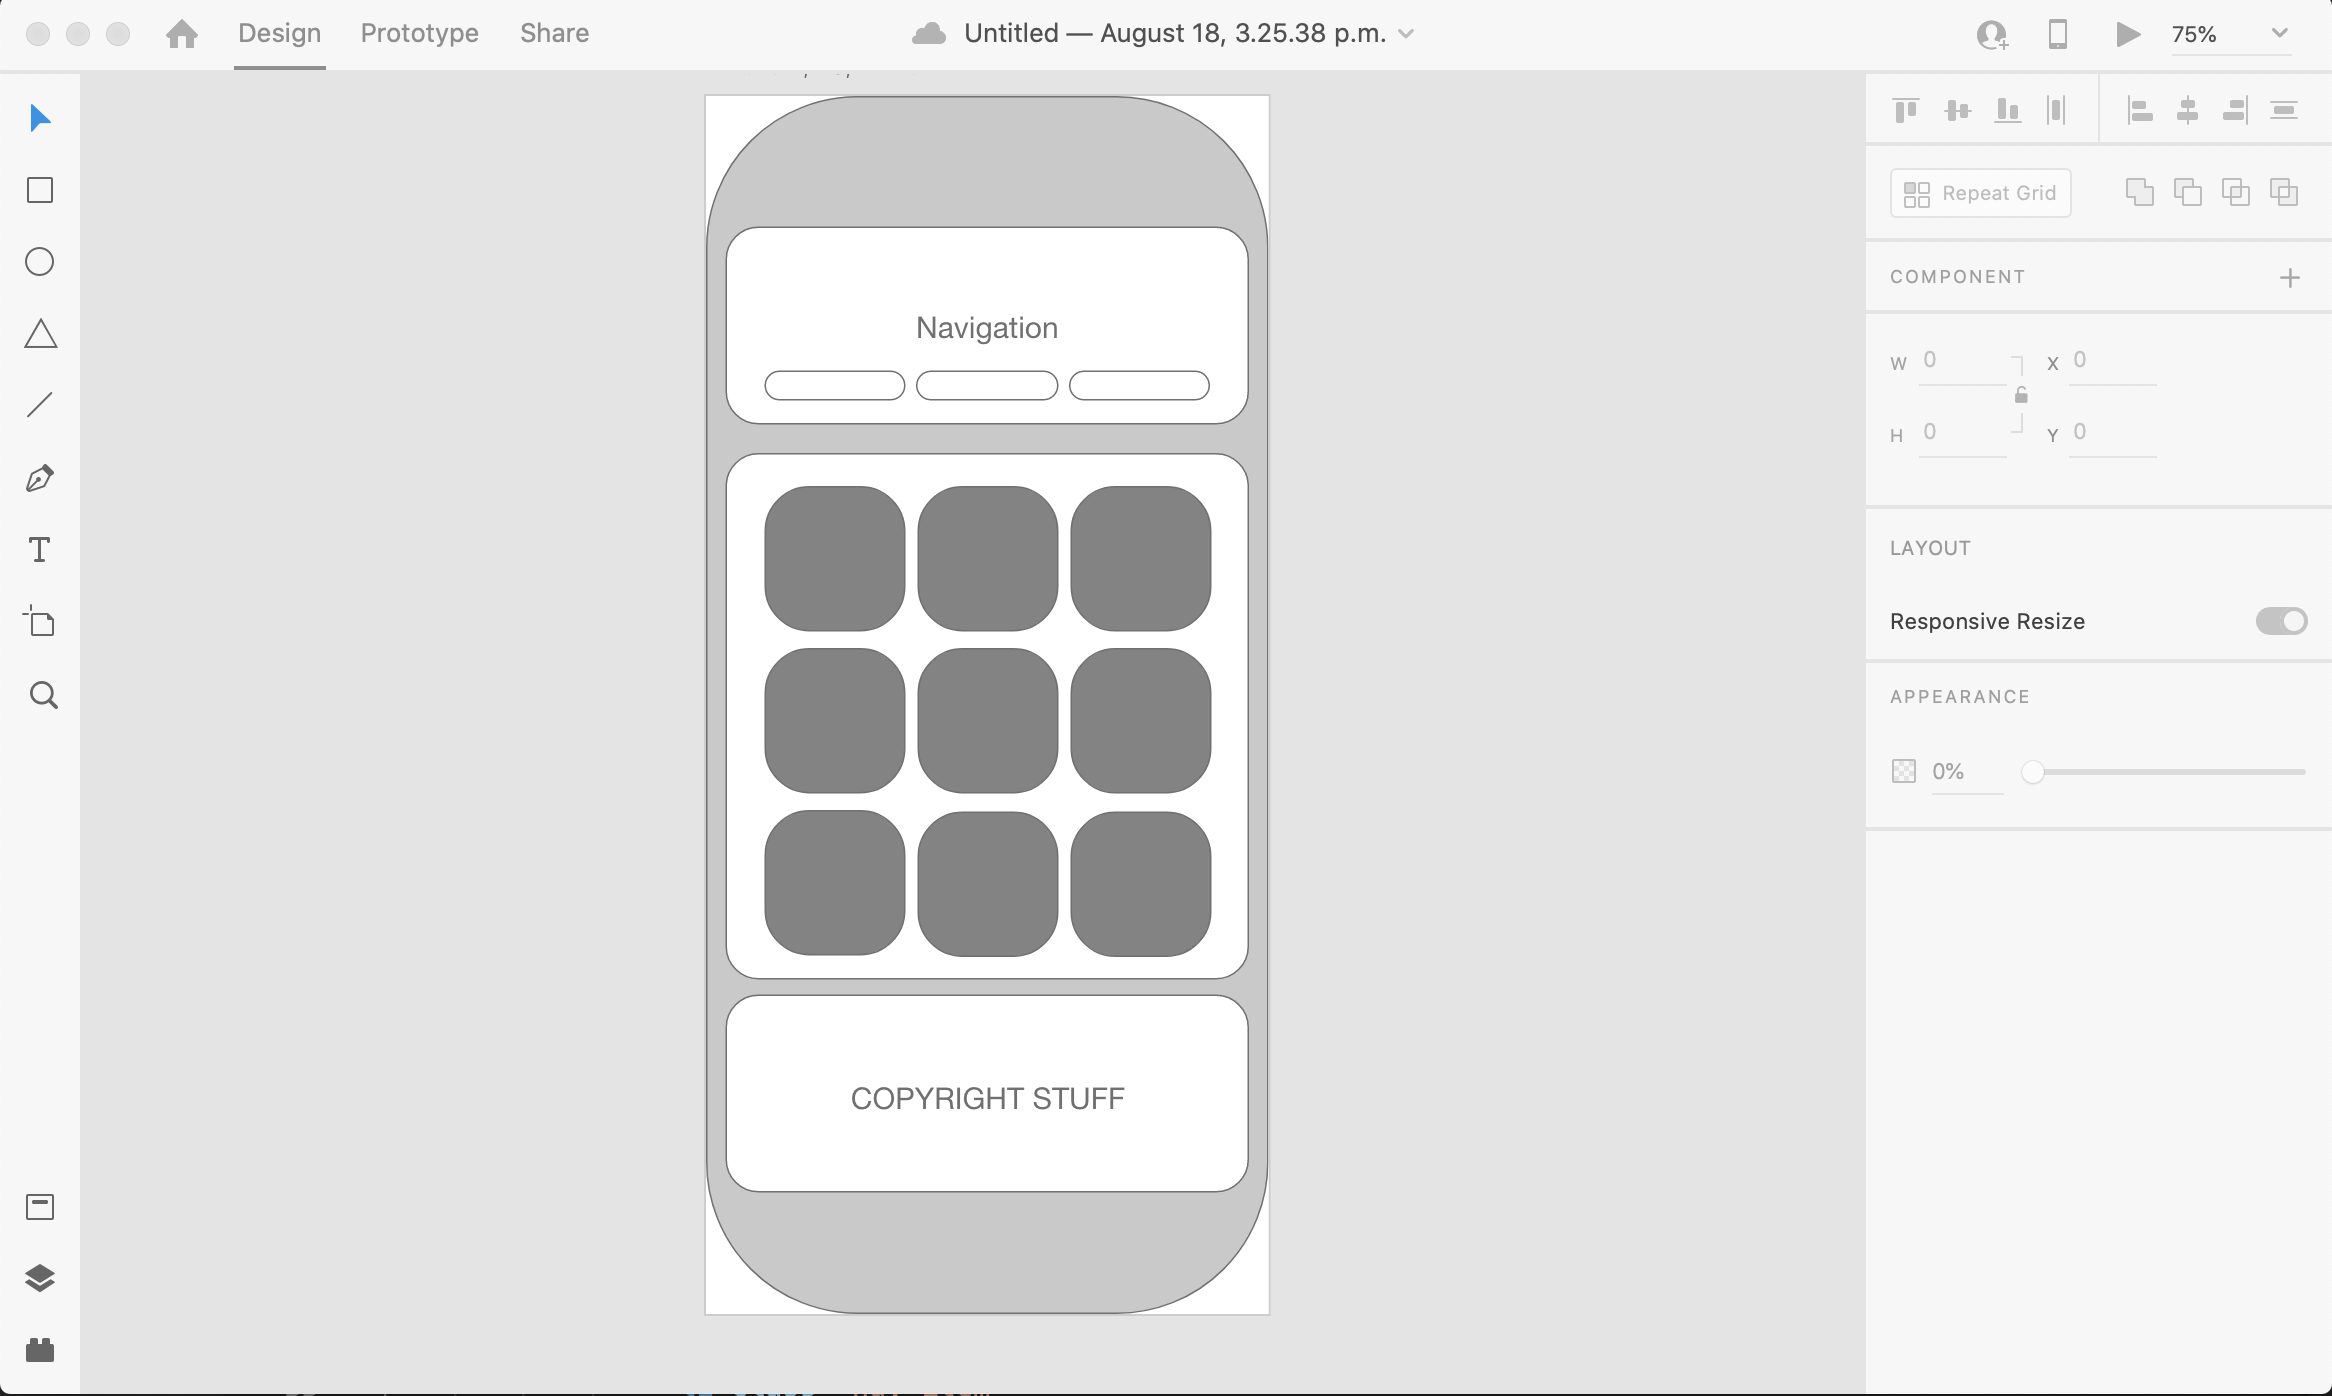 Design Prototype Share Untitled — August 18, 3.25.38 p.m. 75%
Repeat Grid
COMPONENT
W 0 X 0
H 0 Y 0
LAYOUT
Responsive Resize
APPEARANCE
0%
Navigation
COPYRIGHT STUFF